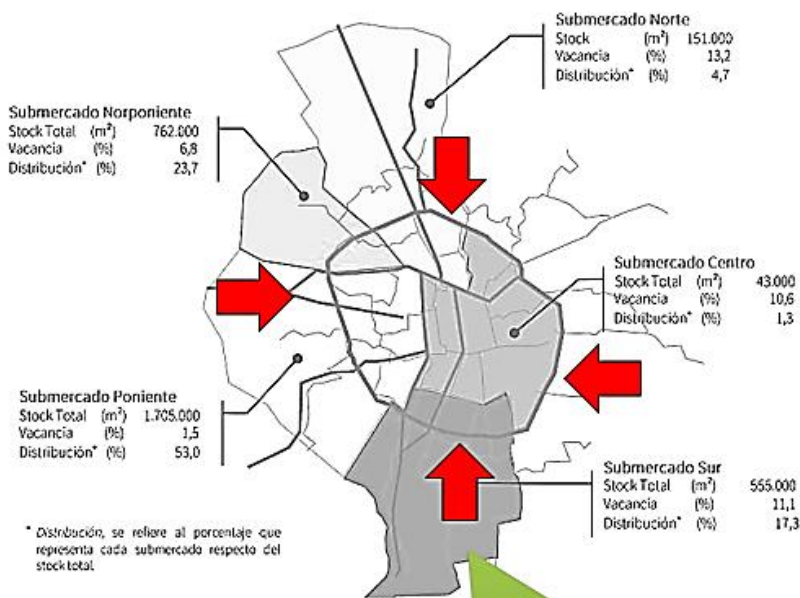 Submercado Norte
Stock (m²) 151.000
Vacancia (%) 13,2
Distribución* (%) 4,7
Submercado Norponiente
Stock Total (m²) 762.000
Vacancia (%) 6,8
Distribución* (%) 23,7
Submercado Centro
Stock Total (m²) 43.000
Vacancia (%) 10,6
Distribución* (%) 1,3
Submercado Poniente
Stock Total (m²) 1.705.000
Vacancia (%) 1,5
Distribución* (%) 53,0
Submercado Sur
Stock Total (m²) 555.000
Vacancia (%) 11,1
Distribución* (%) 17,3
* Distribución, se refiere al porcentaje que
representa cada submercado respecto del
stock total.